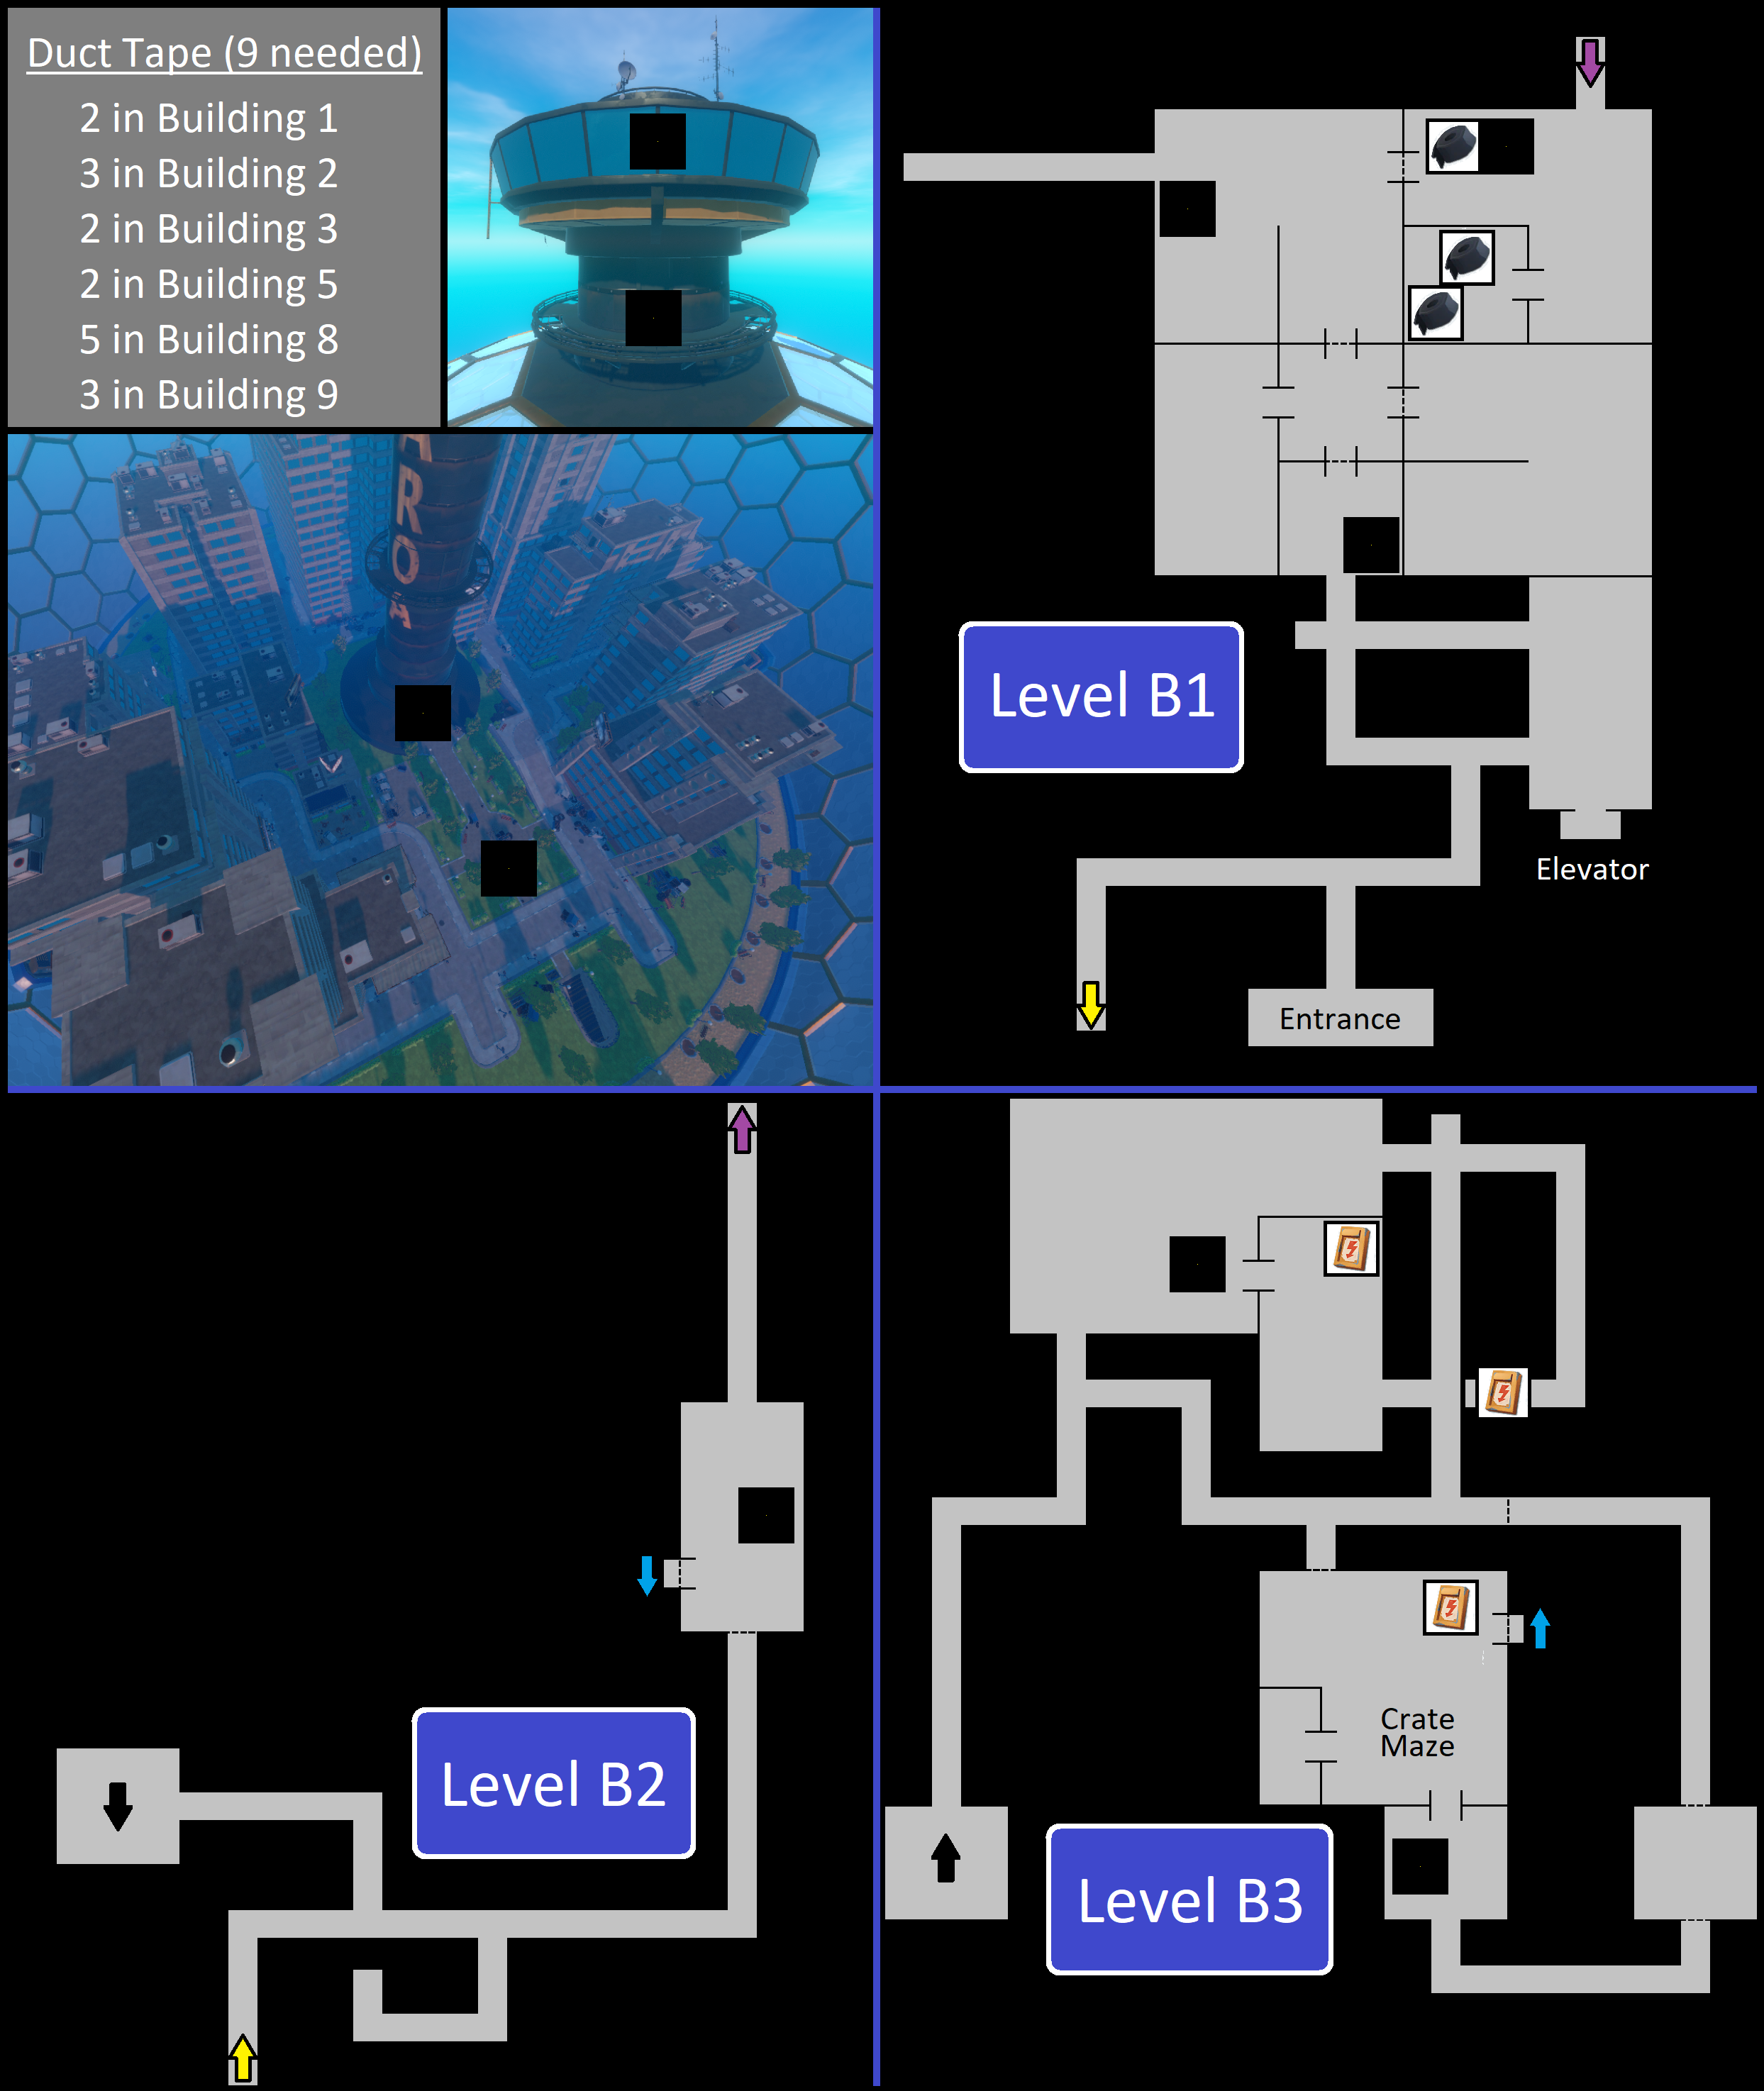 Duct Tape (9 needed)
2 in Building 1
3 in Building 2
2 in Building 3
2 in Building 5
5 in Building 8
3 in Building 9
ARO
A
Level B1
Elevator
Entrance
Level B2
Crate
Maze
Level B3